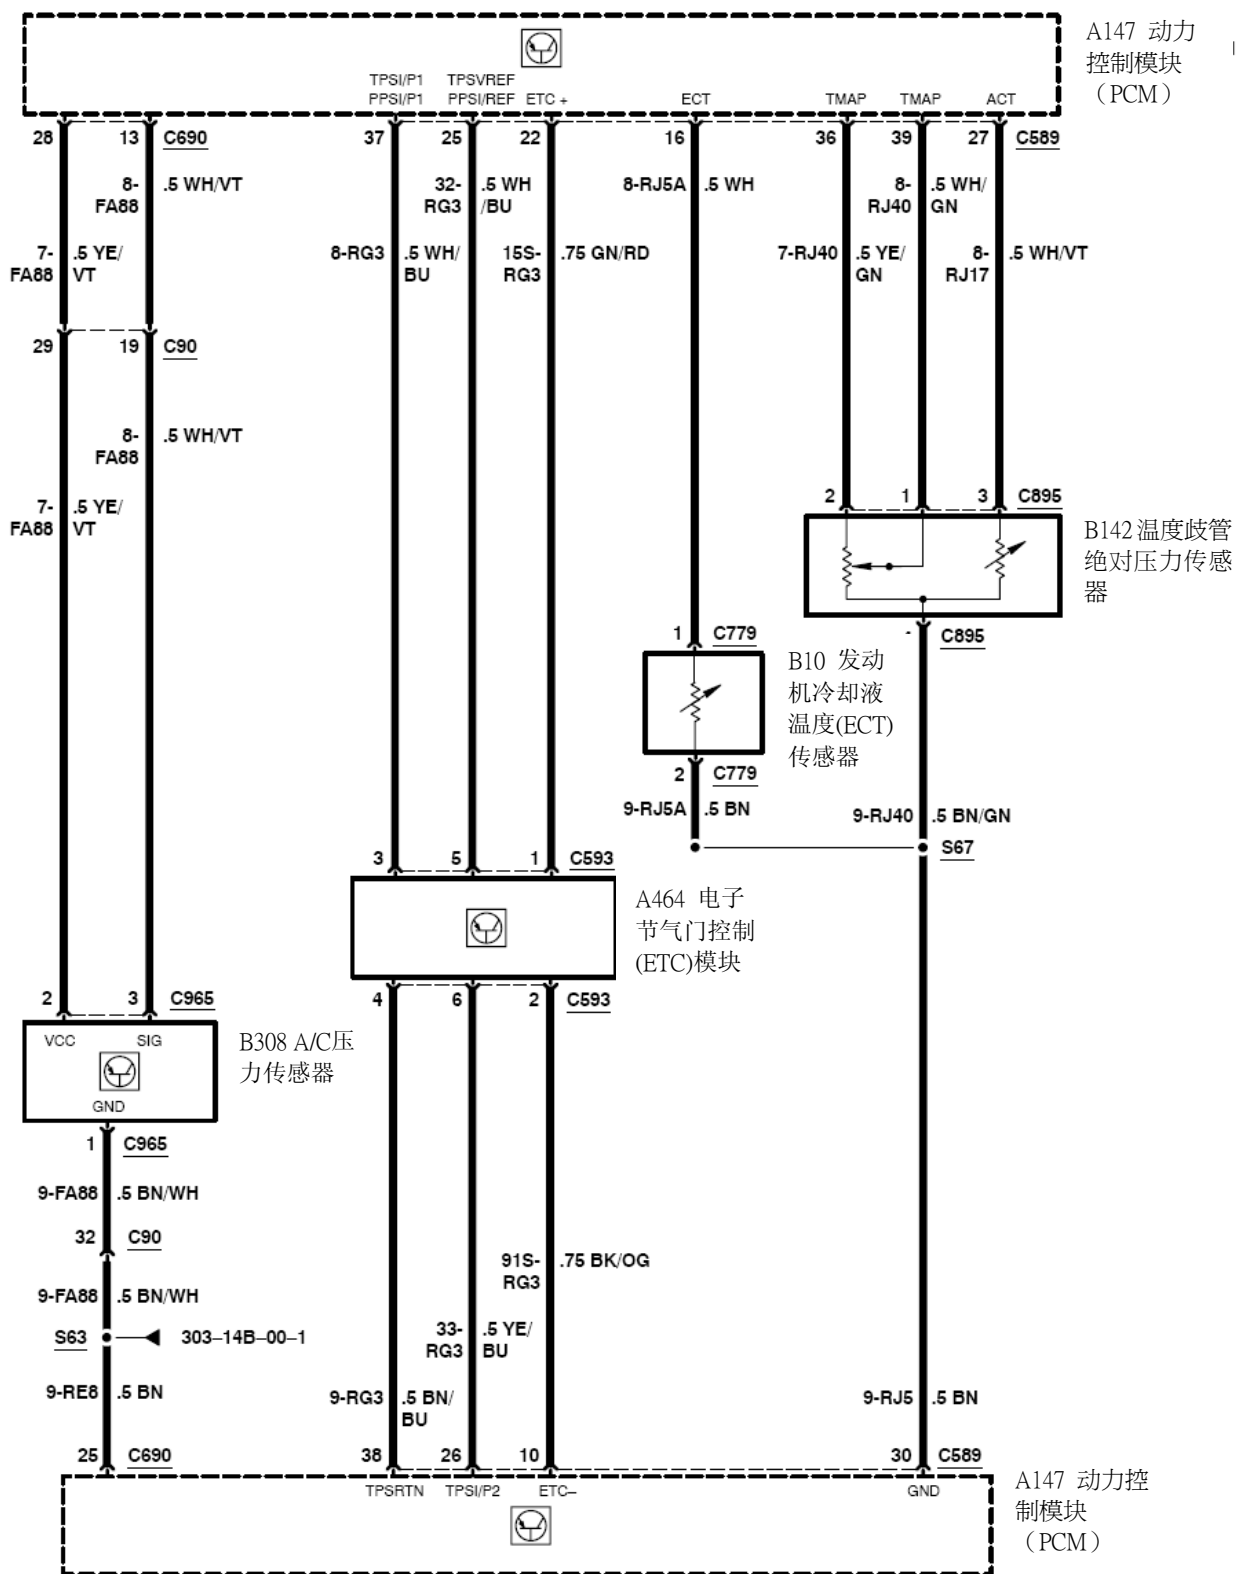 A147 动力
控制模块
（PCM）
TPSI/P1 TPSVREF
PPSI/P1 PPSI/REF ETC + ECT TMAP TMAP ACT
28 13 C690 37 25 22 16 36 39 27 C589
8- .5 WH/VT 32- .5 WH 8-RJ5A .5 WH 8- .5 WH/
FA88 RG3 /BU RJ40 GN
7- .5 YE/ 8-RG3 .5 WH/ 15S- .75 GN/RD 7-RJ40 .5 YE/ 8- .5 WH/VT
FA88 VT BU RG3 GN RJ17
29 19 C90
8- .5 WH/VT
FA88
7- .5 YE/
FA88 VT
2 1 3 C895
B142 温度歧管
绝对压力传感
器
1 C779 - C895
B10 发动
机冷却液
温度(ECT)
传感器
2 C779
9-RJ5A .5 BN 9-RJ40 .5 BN/GN
S67
3 5 1 C593
A464 电子
节气门控制
(ETC)模块
4 6 2 C593
2 3 C965
VCC SIG
B308 A/C压
力传感器
GND
1 C965
9-FA88 .5 BN/WH
32 C90
91S- .75 BK/OG
RG3
9-FA88 .5 BN/WH
33- .5 YE/
RG3 BU
S63 303–14B–00–1
9-RE8 .5 BN 9-RG3 .5 BN/ 9-RJ5 .5 BN
BU
25 C690 38 26 10 30 C589
TPSRTN TPSI/P2 ETC– GND
A147 动力控
制模块
（PCM）